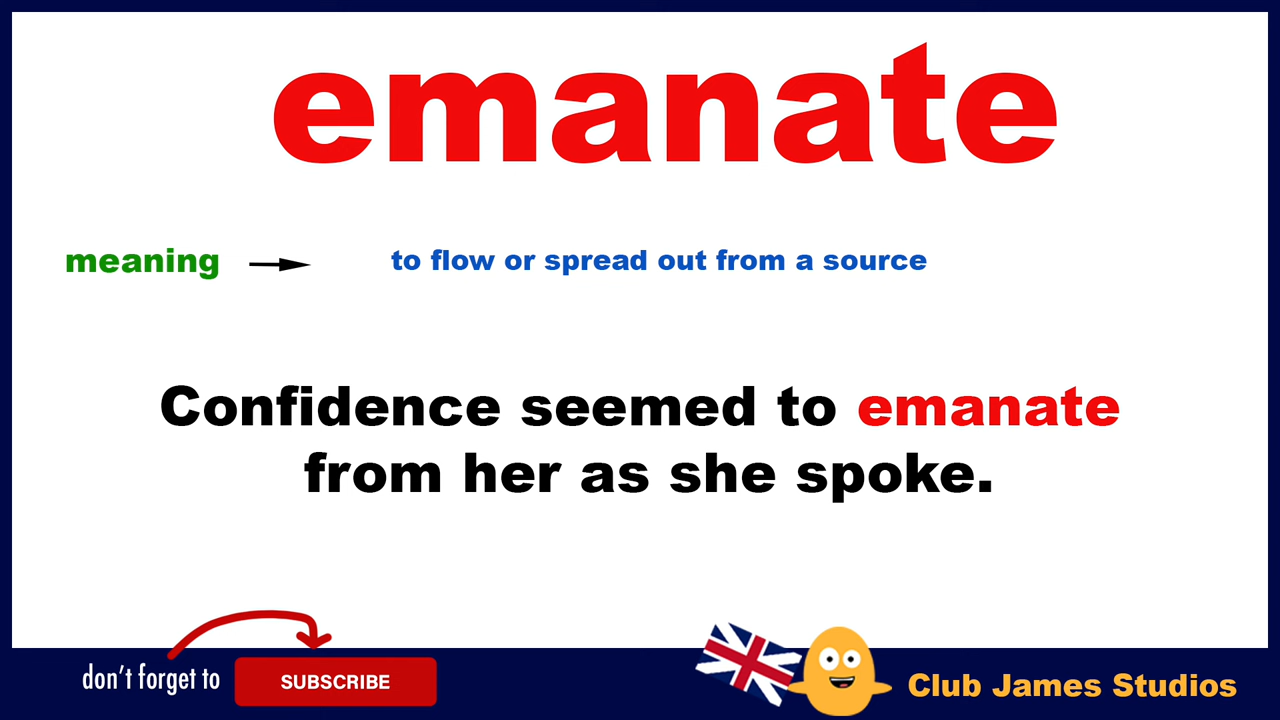 emanate
meaning
to flow or spread out from a source
Confidence seemed to emanate
from her as she spoke.
don't forget to
SUBSCRIBE
Club James Studios